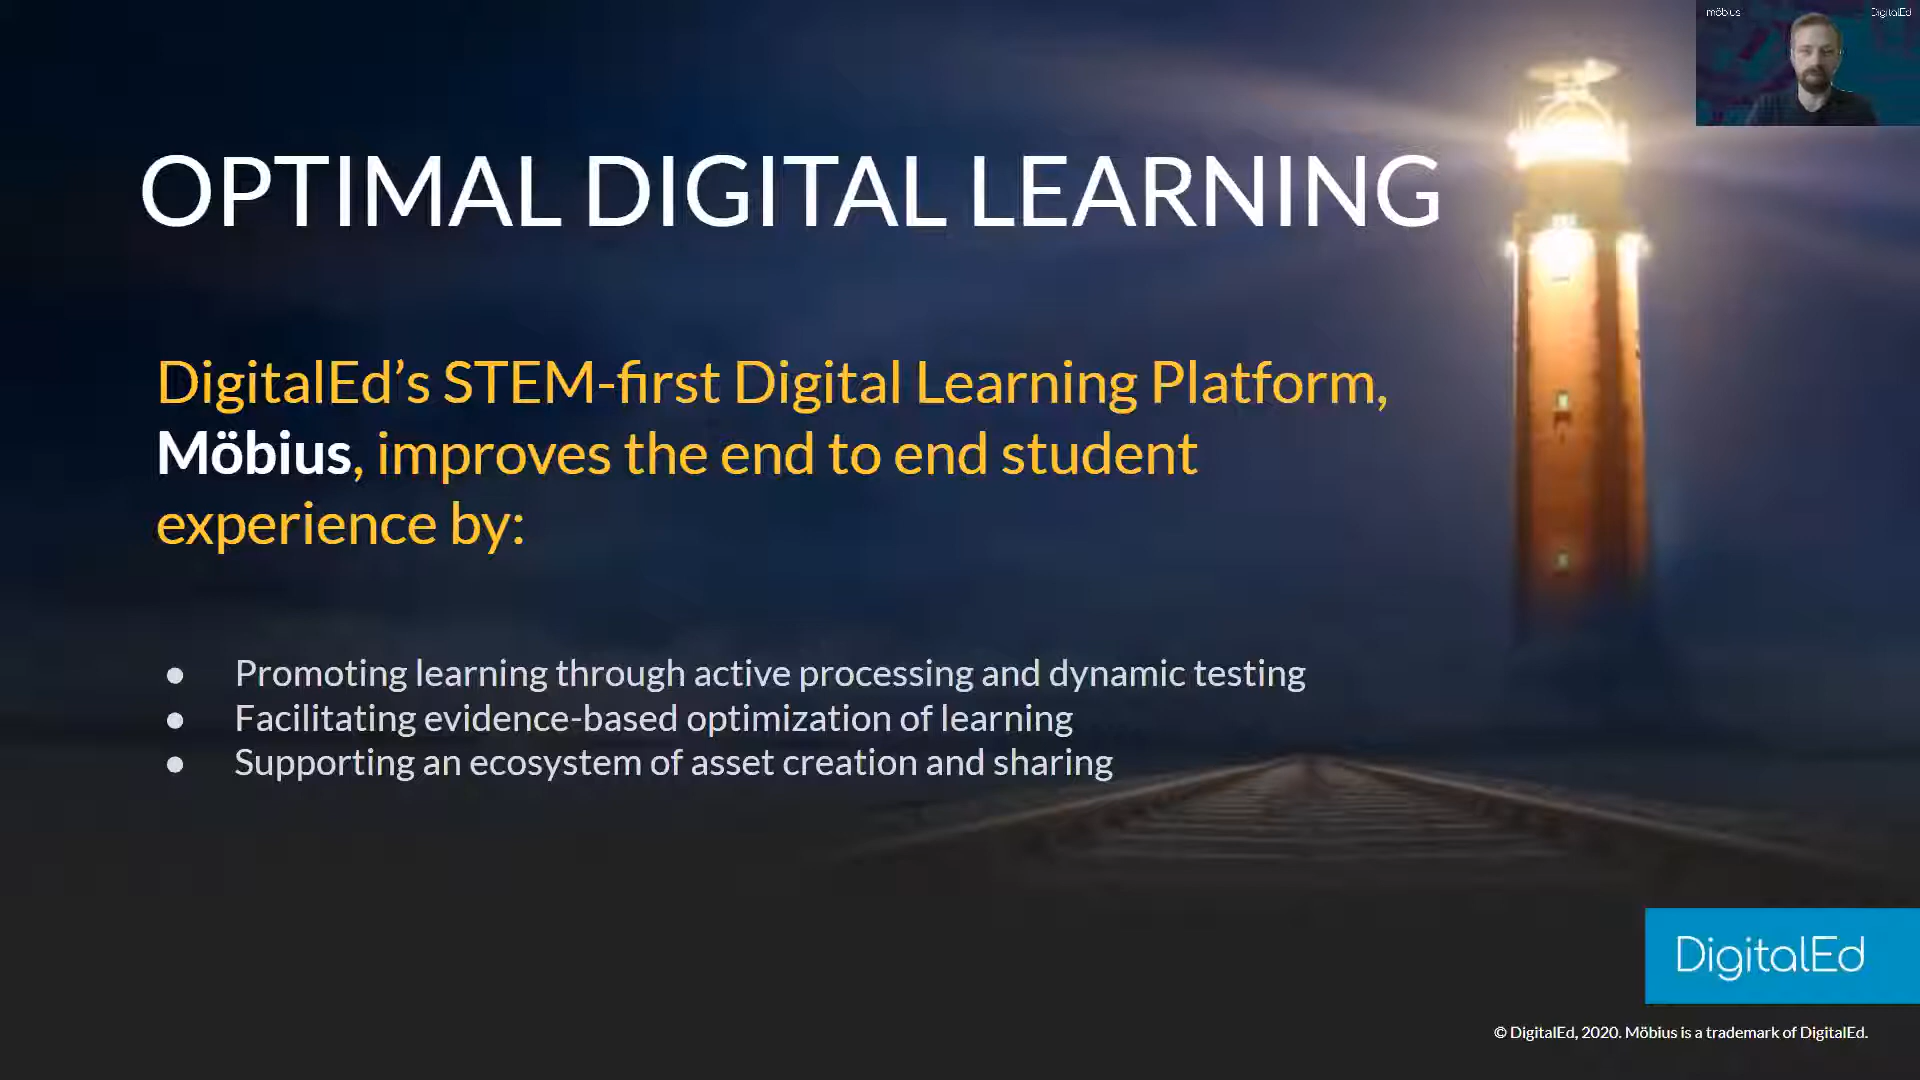 möbius
DigitalEd
OPTIMAL DIGITAL LEARNING
DigitalEd’s STEM-first Digital Learning Platform,
Möbius, improves the end to end student
experience by:
● Promoting learning through active processing and dynamic testing
● Facilitating evidence-based optimization of learning
● Supporting an ecosystem of asset creation and sharing
DigitalEd
© DigitalEd, 2020. Möbius is a trademark of DigitalEd.